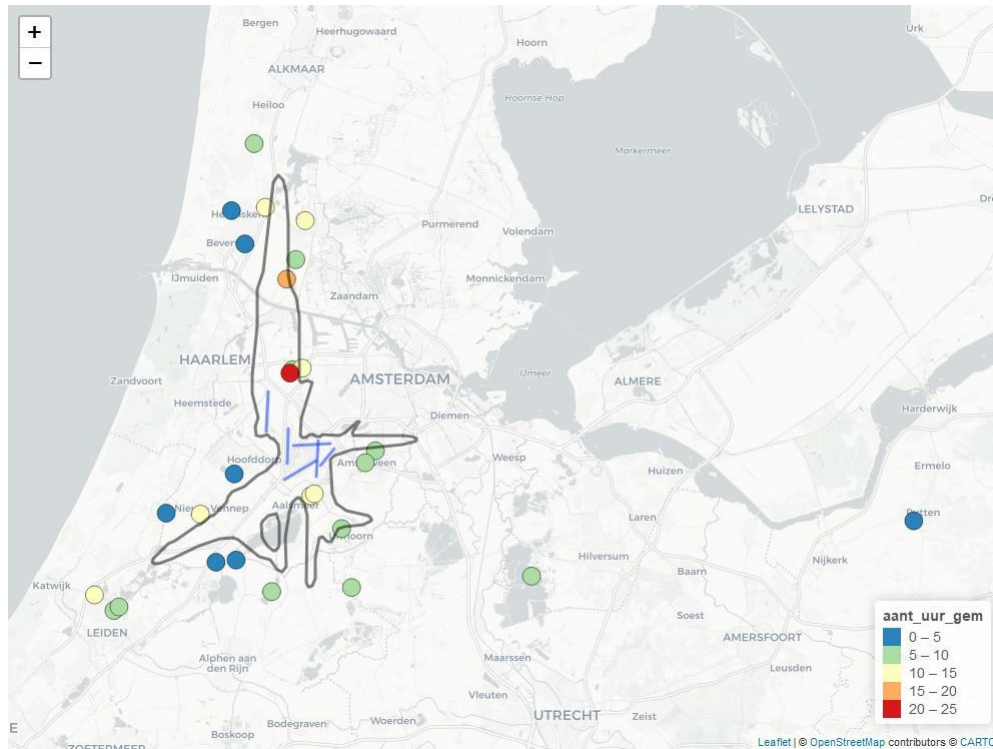 +
−
Bergen
Heerhugowaard
Hoorn
Urk
ALKMAAR
Hoornse Hop
Heiloo
Markermeer
LELYSTAD
Purmerend
Volendam
IJmuiden
Monnickendam
Zaandam
HAARLEM
IJmeer
Zandvoort
AMSTERDAM
ALMERE
Heemstede
Diemen
Harderwijk
Hoofddorp
Weesp
Huizen
Ermelo
Aalsmeer
Laren
Hilversum
Nijkerk
Katwijk
Baarn
Soest
LEIDEN
AMERSFOORT
Alphen aan
den Rijn
Maarssen
Leusden
Vleuten
UTRECHT
Zeist
Bodegraven
Woerden
Boskoop
E
ZOETERMEER
aant_uur_gem
0 – 5
5 – 10
10 – 15
15 – 20
20 – 25
Leaflet | © OpenStreetMap contributors © CARTO